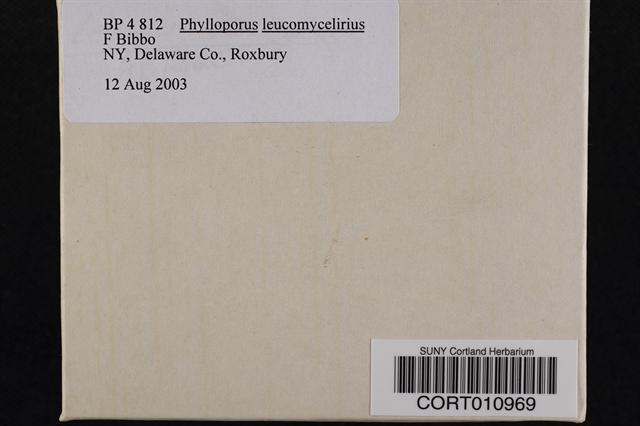 BP 4 812 Phylloporus leucomycelirius
F Bibbo
NY, Delaware Co., Roxbury
12 Aug 2003
SUNY Cortland Herbarium
CORT010969